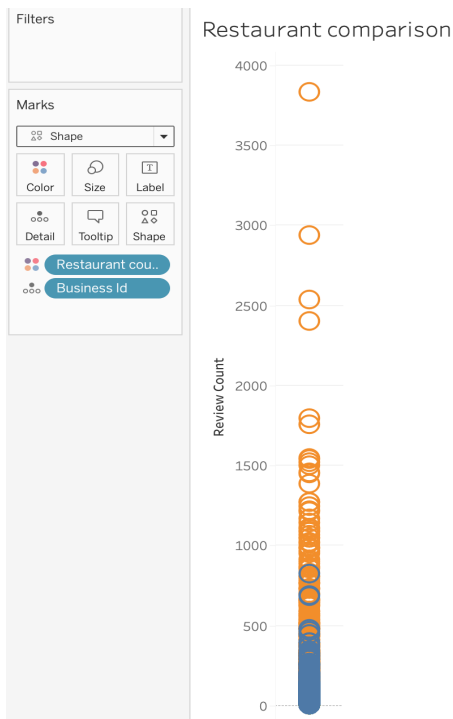 Filters
Marks
Shape
Color
Size
T
Label
Detail
Tooltip
Shape
Restaurant cou..
Business Id
Restaurant comparison
Review Count
4000
3500
3000
2500
2000
1500
1000
500
0